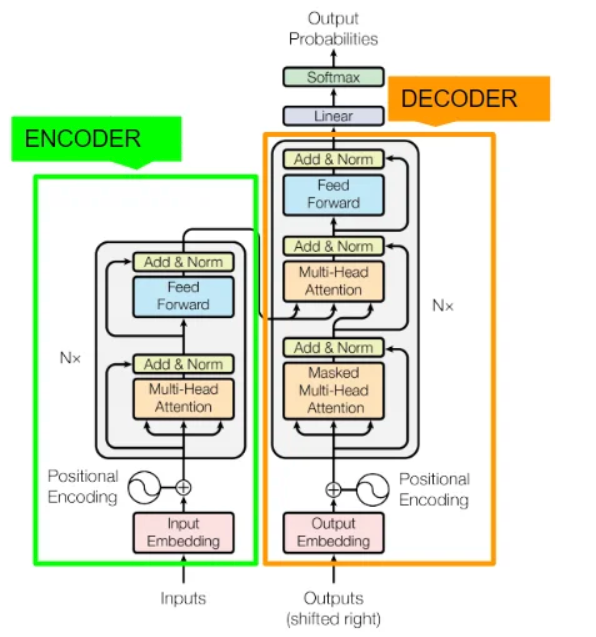 Output
Probabilities
Softmax
Linear
DECODER
ENCODER
Add & Norm
Feed
Forward
Add & Norm
Multi-Head
Attention
Add & Norm
Feed
Forward
N×
N×
Add & Norm
Masked
Multi-Head
Attention
Add & Norm
Multi-Head
Attention
Positional
Encoding
Positional
Encoding
Input
Embedding
Output
Embedding
Inputs
Outputs
(shifted right)